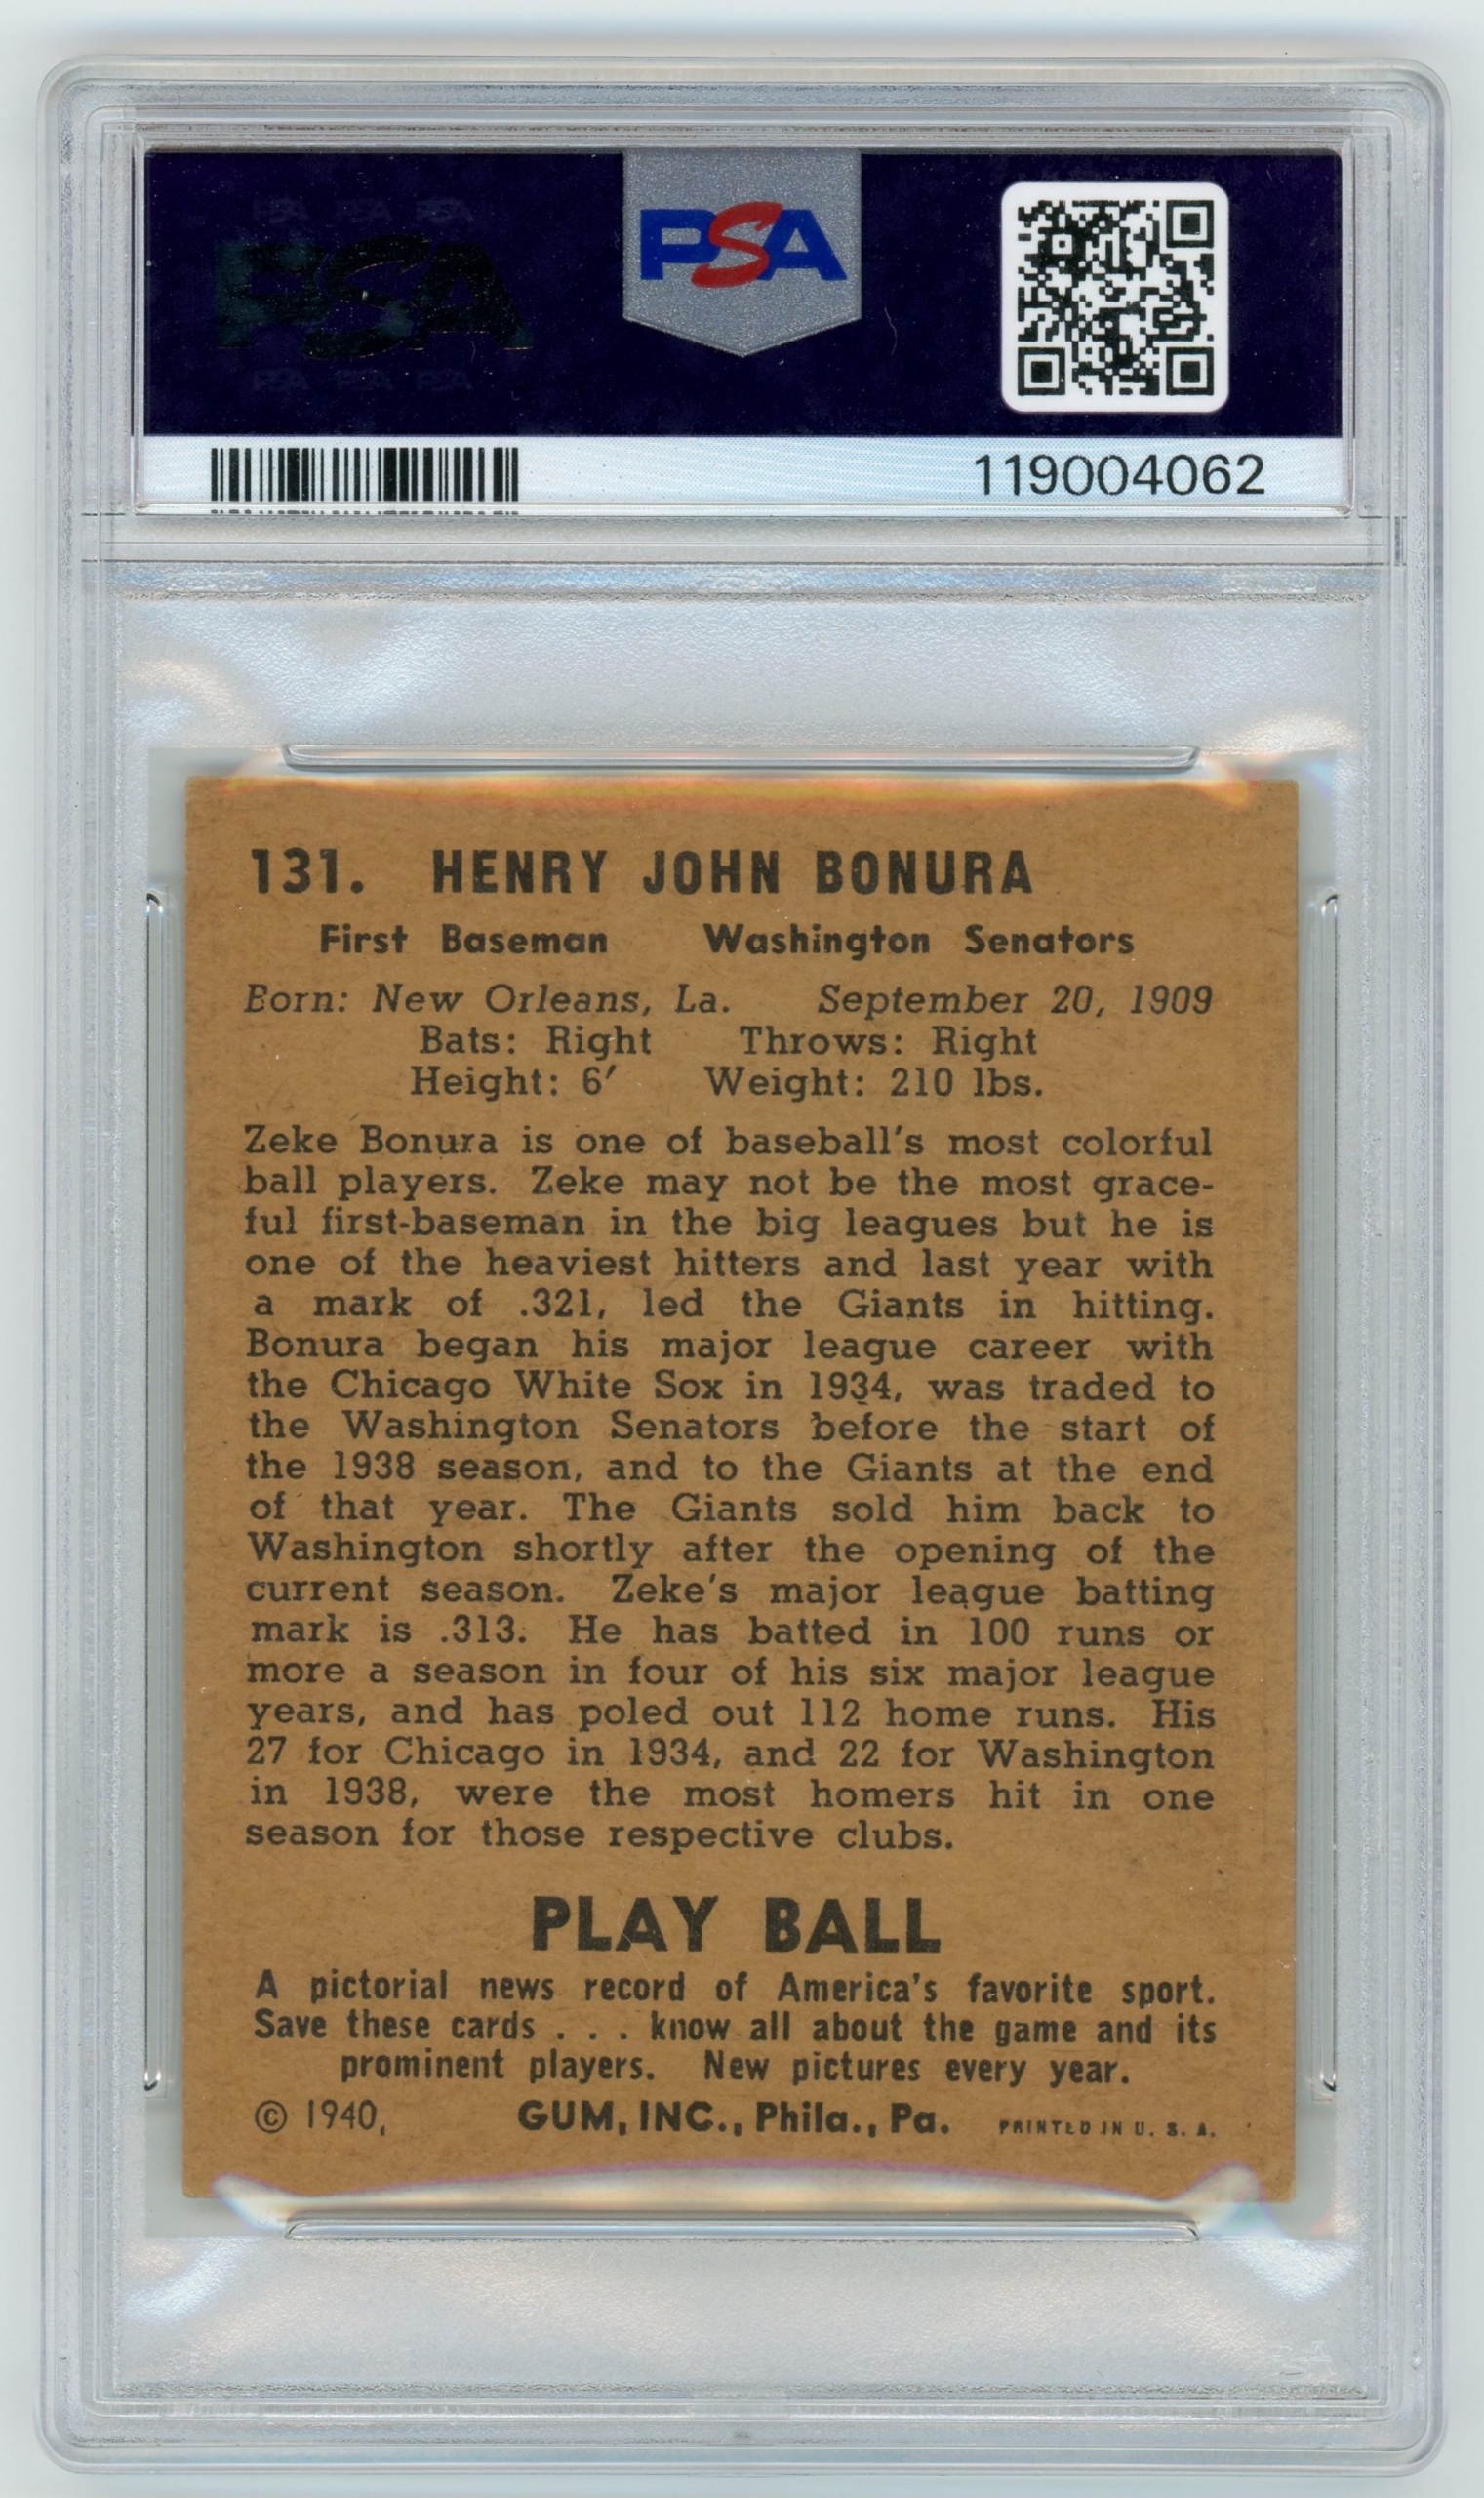 PSA
PSA PSA PSA
PSA
PSA PSA PSA
119004062
131. HENRY JOHN BONURA
First Baseman Washington Senators
Born: New Orleans, La. September 20, 1909
Bats: Right Throws: Right
Height: 6′ Weight: 210 lbs.
Zeke Bonura is one of baseball's most colorful
ball players. Zeke may not be the most grace-
ful first-baseman in the big leagues but he is
one of the heaviest hitters and last year with
a mark of .321, led the Giants in hitting.
Bonura began his major league career with
the Chicago White Sox in 1934, was traded to
the Washington Senators before the start of
the 1938 season, and to the Giants at the end
of that year. The Giants sold him back to
Washington shortly after the opening of the
current season. Zeke's major league batting
mark is .313. He has batted in 100 runs or
more a season in four of his six major league
years, and has poled out 112 home runs. His
27 for Chicago in 1934, and 22 for Washington
in 1938, were the most homers hit in one
season for those respective clubs.
PLAY BALL
A pictorial news record of America's favorite sport.
Save these cards . . . know all about the game and its
prominent players. New pictures every year.
© 1940, GUM, INC., Phila., Pa. PRINTED IN U. S. A.